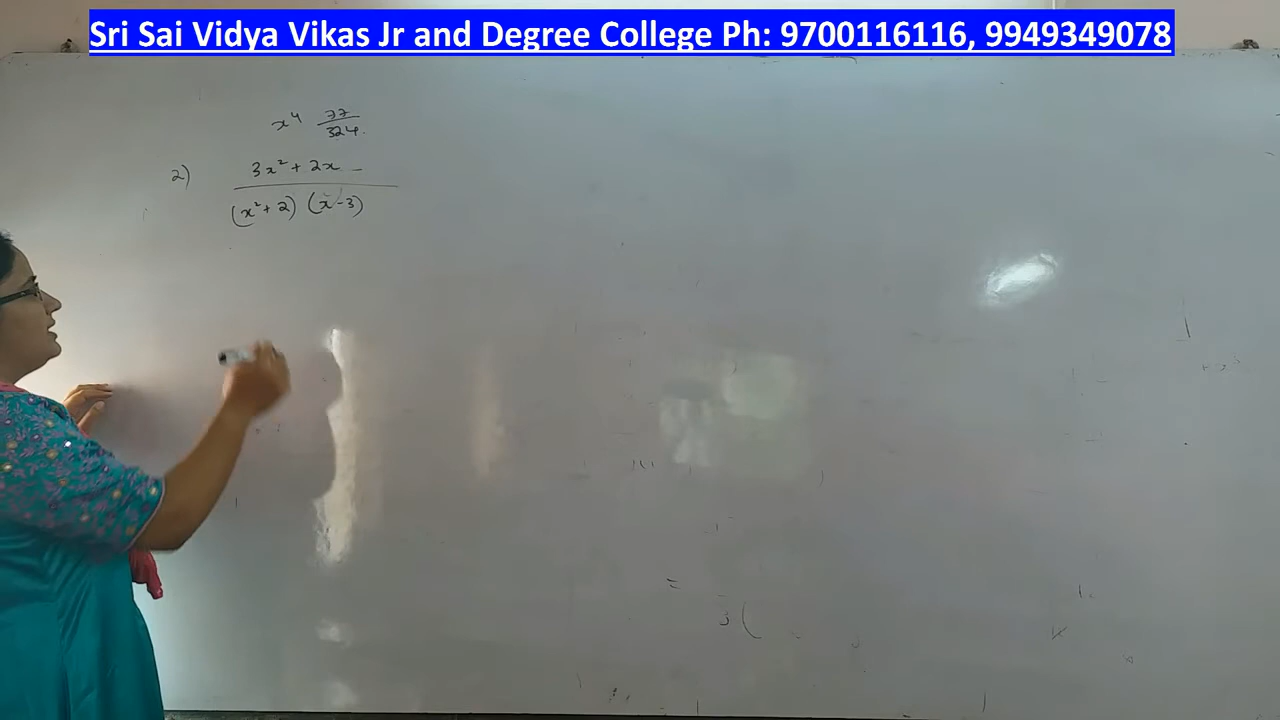 Sri Sai Vidya Vikas Jr and Degree College Ph: 9700116116, 9949349078
x⁴ 77/324.
2) 3x² + 2x –
(x² + 2) (x - 3)